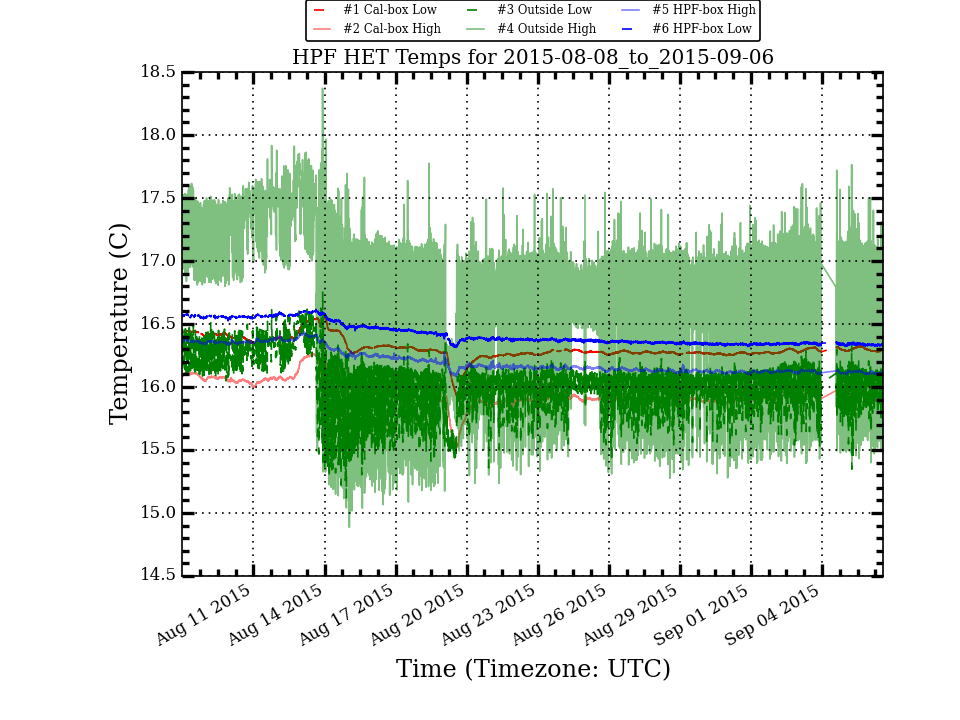 #1 Cal-box Low #3 Outside Low #5 HPF-box High
#2 Cal-box High #4 Outside High #6 HPF-box Low
HPF HET Temps for 2015-08-08_to_2015-09-06
18.5
18.0
17.5
17.0
16.5
16.0
15.5
15.0
14.5
Temperature (C)
Aug 11 2015 Aug 14 2015 Aug 17 2015 Aug 20 2015 Aug 23 2015 Aug 26 2015 Aug 29 2015 Sep 01 2015 Sep 04 2015
Time (Timezone: UTC)